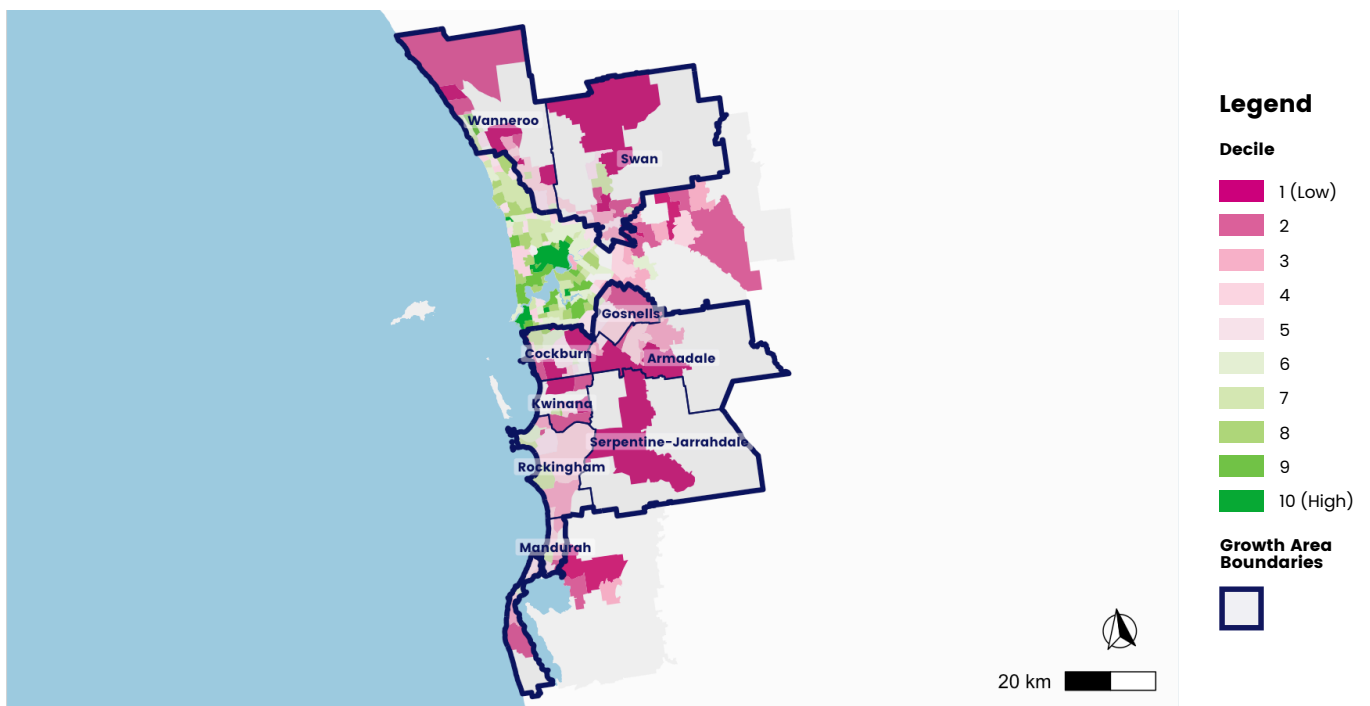 Wanneroo
Swan
Gosnells
Cockburn
Armadale
Kwinana
Serpentine-Jarrahdale
Rockingham
Mandurah
20 km
Legend
Decile
1 (Low)
2
3
4
5
6
7
8
9
10 (High)
Growth Area
Boundaries